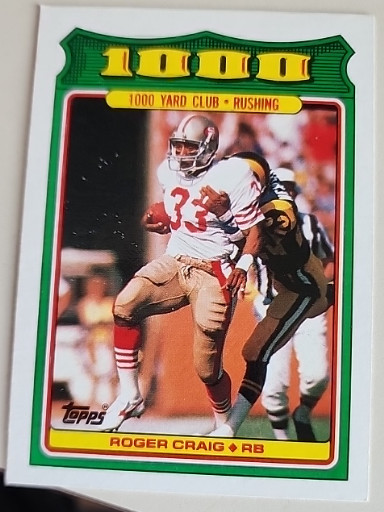 1000
1000 YARD CLUB • RUSHING
33
Topps®
ROGER CRAIG ♦ RB